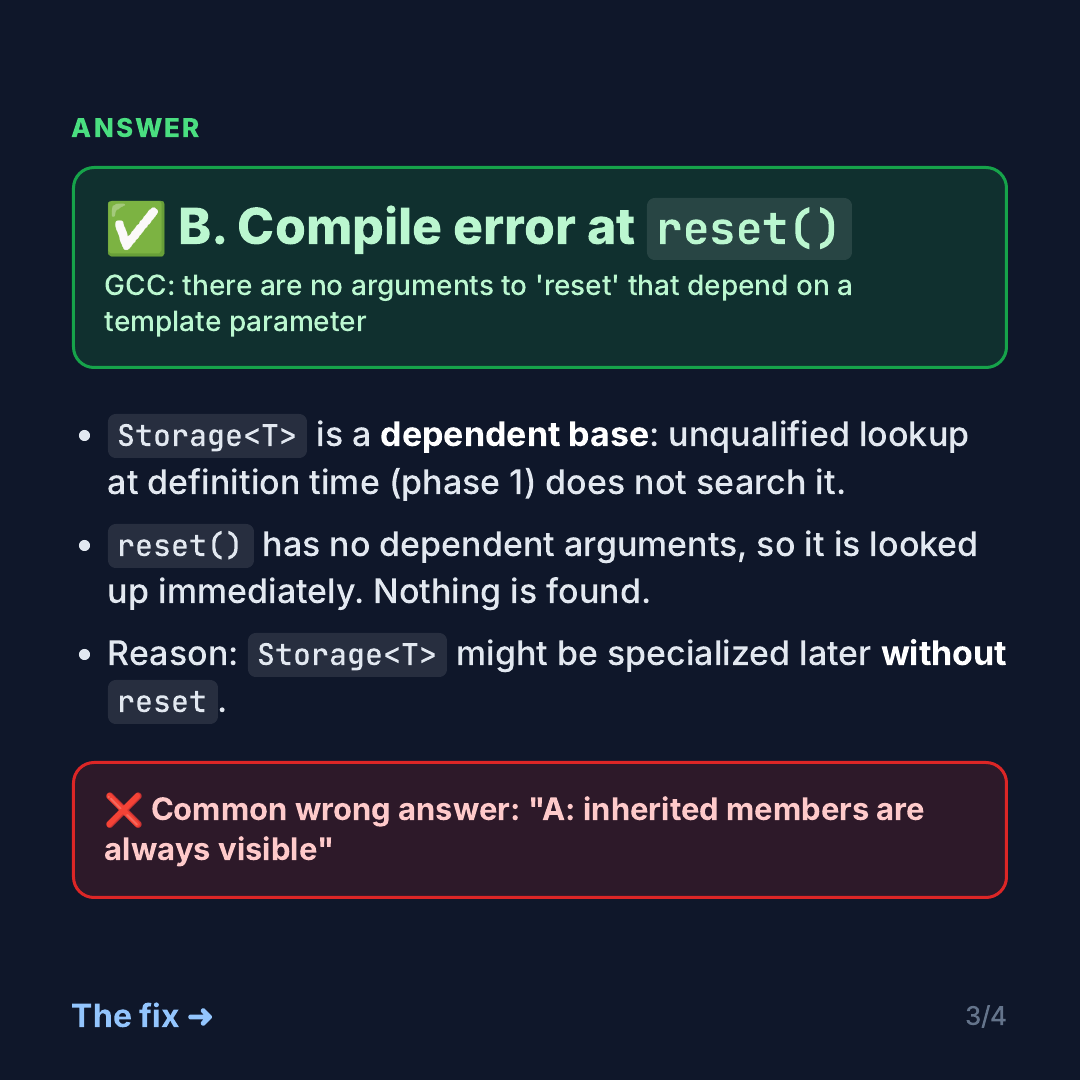 ANSWER
✅ B. Compile error at reset()
GCC: there are no arguments to 'reset' that depend on a
template parameter
• Storage<T> is a dependent base: unqualified lookup
at definition time (phase 1) does not search it.
• reset() has no dependent arguments, so it is looked
up immediately. Nothing is found.
• Reason: Storage<T> might be specialized later without
reset.
❌ Common wrong answer: "A: inherited members are
always visible"
The fix ➜
3/4